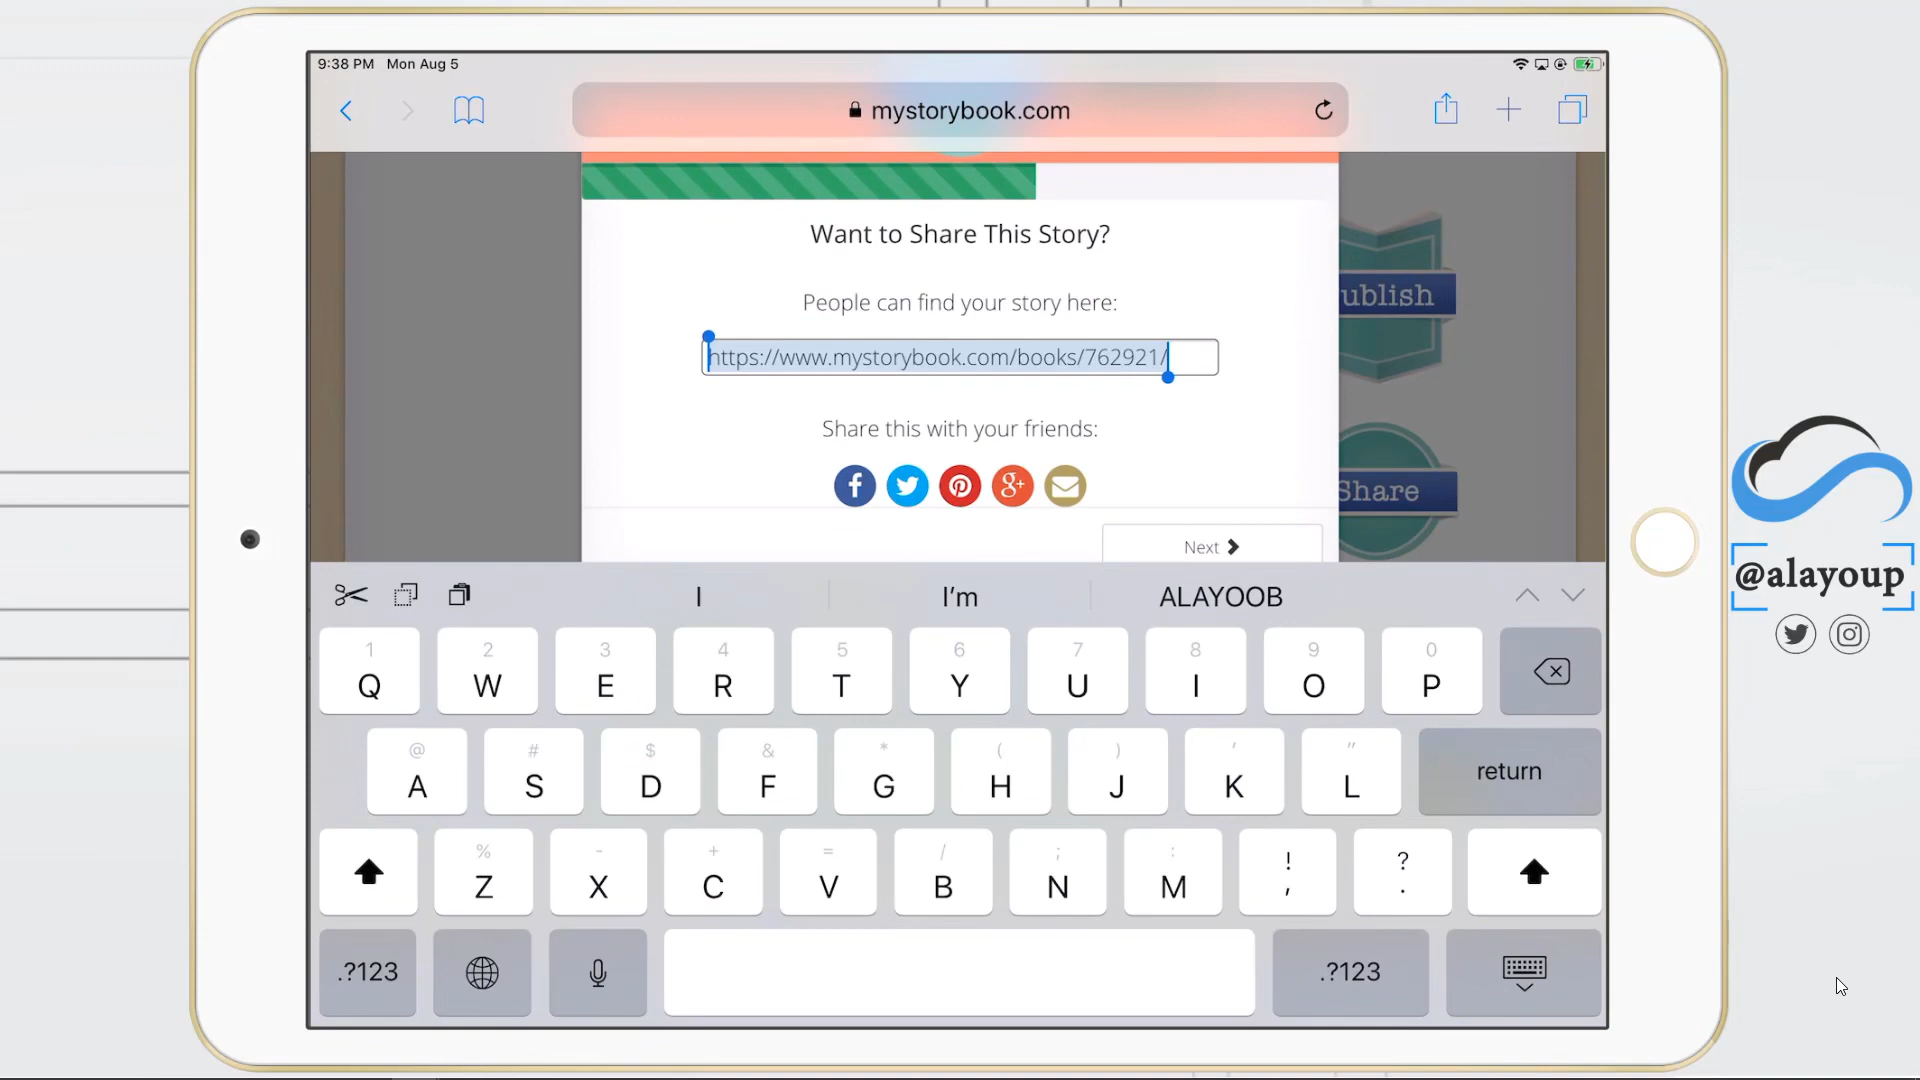 9:38 PM Mon Aug 5
mystorybook.com
Want to Share This Story?
People can find your story here:
https://www.mystorybook.com/books/762921/
Share this with your friends:
f g+
Next
ublish
Share
@alayoup
I I'm ALAYOOB
1 2 3 4 5 6 7 8 9 0
Q W E R T Y U I O P
@ # $ & * ( ) ' "
A S D F G H J K L return
% - + = / ; : ! ?
Z X C V B N M , .
.?123 .?123